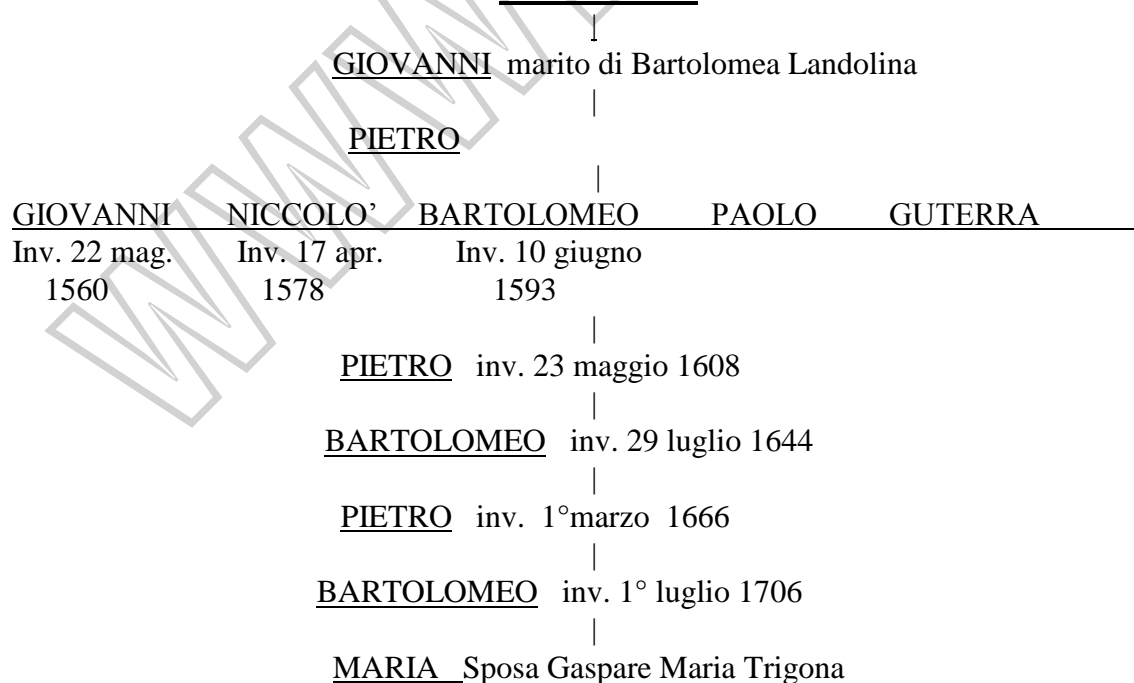 GIOVANNI marito di Bartolomea Landolina
PIETRO
GIOVANNI NICCOLO’ BARTOLOMEO PAOLO GUTERRA
Inv. 22 mag. Inv. 17 apr. Inv. 10 giugno
1560 1578 1593
PIETRO inv. 23 maggio 1608
BARTOLOMEO inv. 29 luglio 1644
PIETRO inv. 1°marzo 1666
BARTOLOMEO inv. 1° luglio 1706
MARIA Sposa Gaspare Maria Trigona